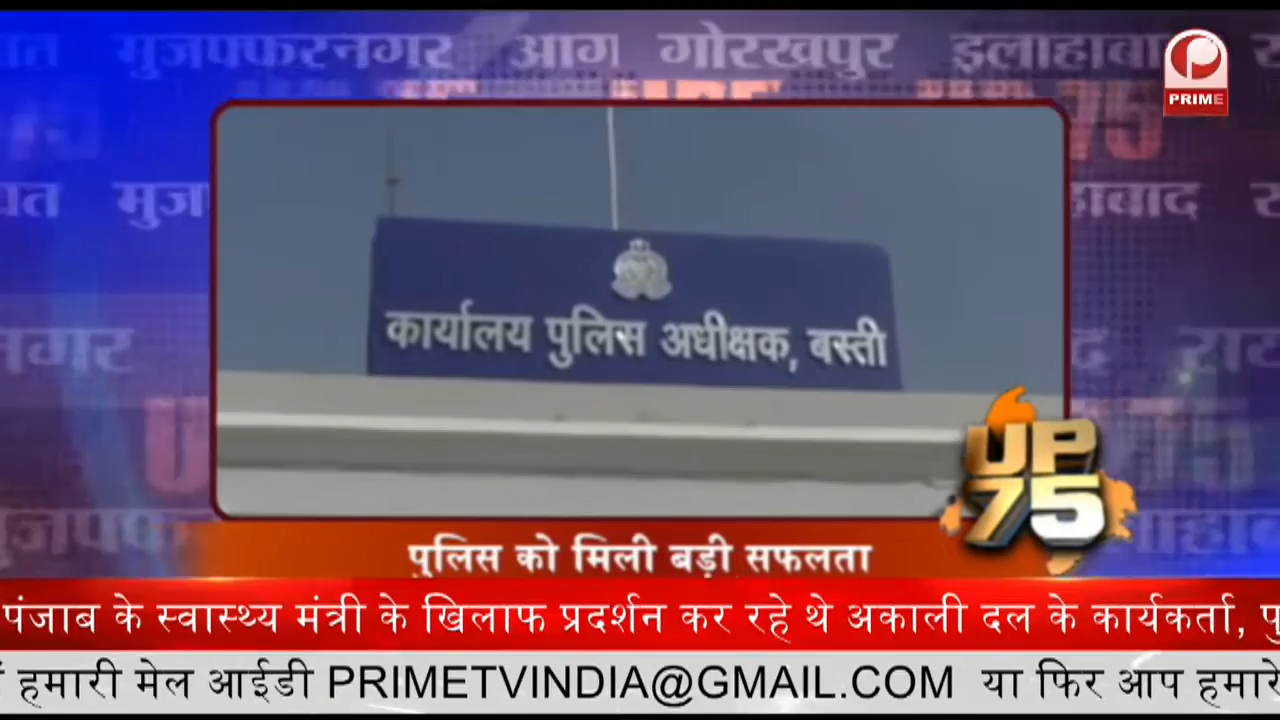 मुजफ्फरनगर आग गोरखपुर इलाहाबाद
PRIME
कार्यालय पुलिस अधीक्षक, बस्ती
UP
75
पुलिस को मिली बड़ी सफलता
पंजाब के स्वास्थ्य मंत्री के खिलाफ प्रदर्शन कर रहे थे अकाली दल के कार्यकर्ता,
हमारी मेल आईडी PRIMETVINDIA@GMAIL.COM या फिर आप हमारे